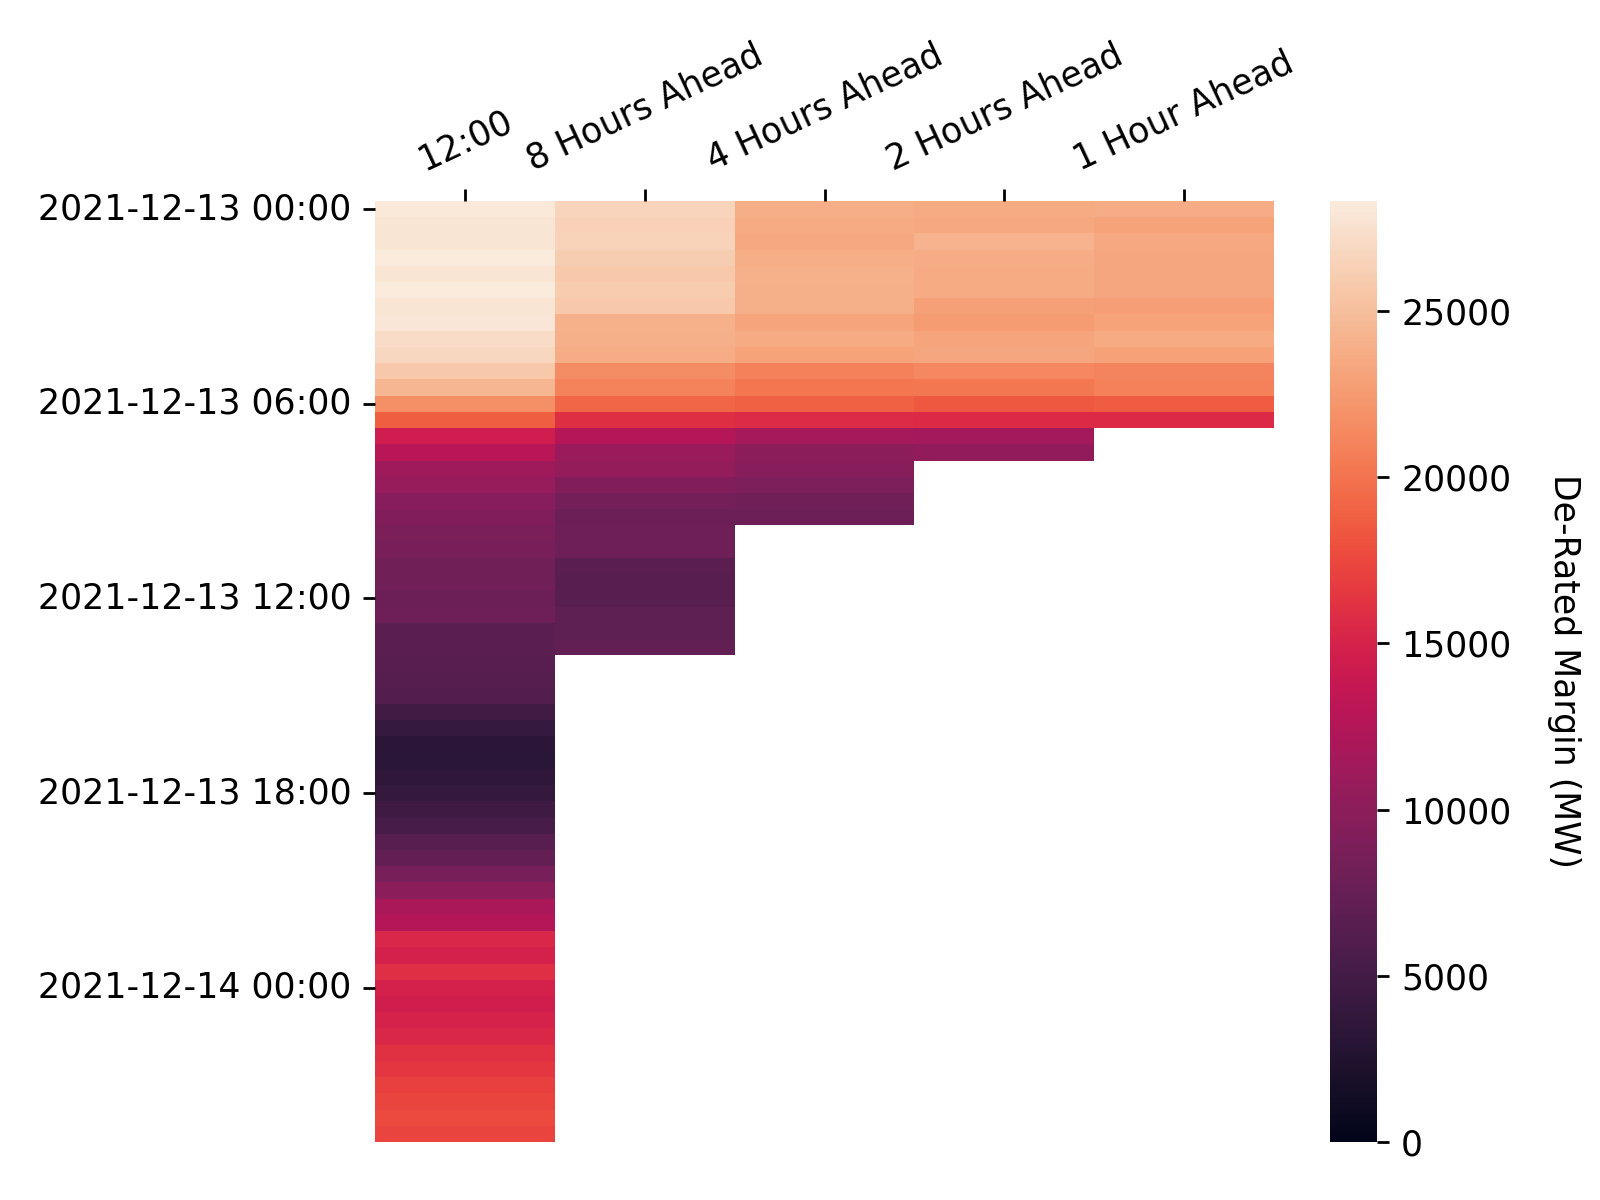 12:00
8 Hours Ahead
4 Hours Ahead
2 Hours Ahead
1 Hour Ahead
2021-12-13 00:00
2021-12-13 06:00
2021-12-13 12:00
2021-12-13 18:00
2021-12-14 00:00
25000
20000
15000
10000
5000
0
De-Rated Margin (MW)